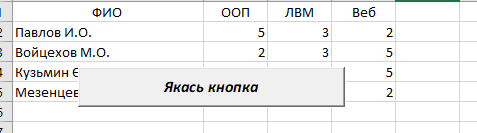 ФИО ООП ЛВМ Веб
Павлов И.О. 5 3 2
Войцехов М.О. 2 3 5
Кузьмин 5
Мезенцев 2
Якась кнопка